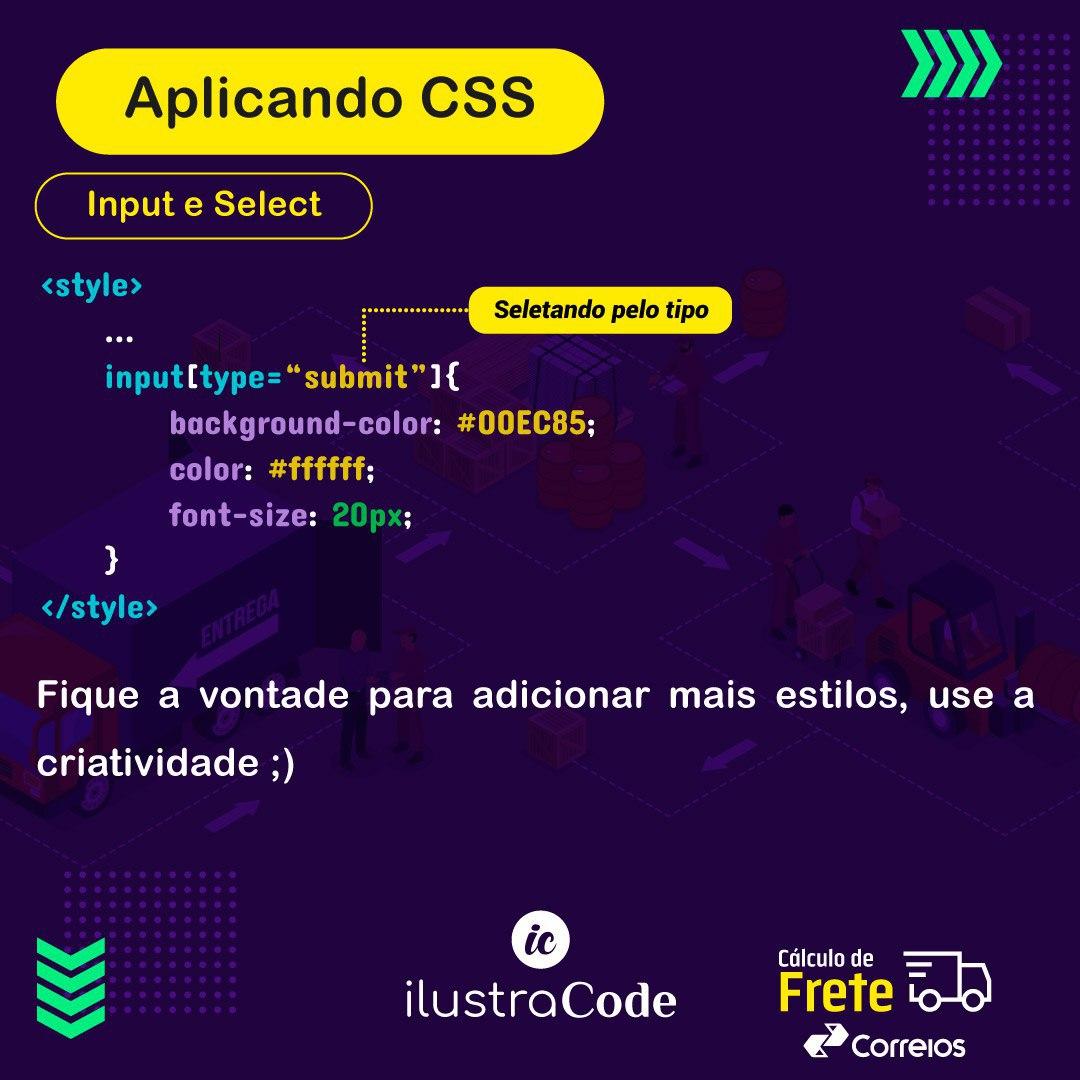 Aplicando CSS
Input e Select
<style>
...
Seletando pelo tipo
input[type=“submit”]{
background-color: #00EC85;
color: #ffffff;
font-size: 20px;
}
</style>
ENTREGA
Fique a vontade para adicionar mais estilos, use a
criatividade ;)
ic
ilustraCode
Cálculo de
Frete
Correios